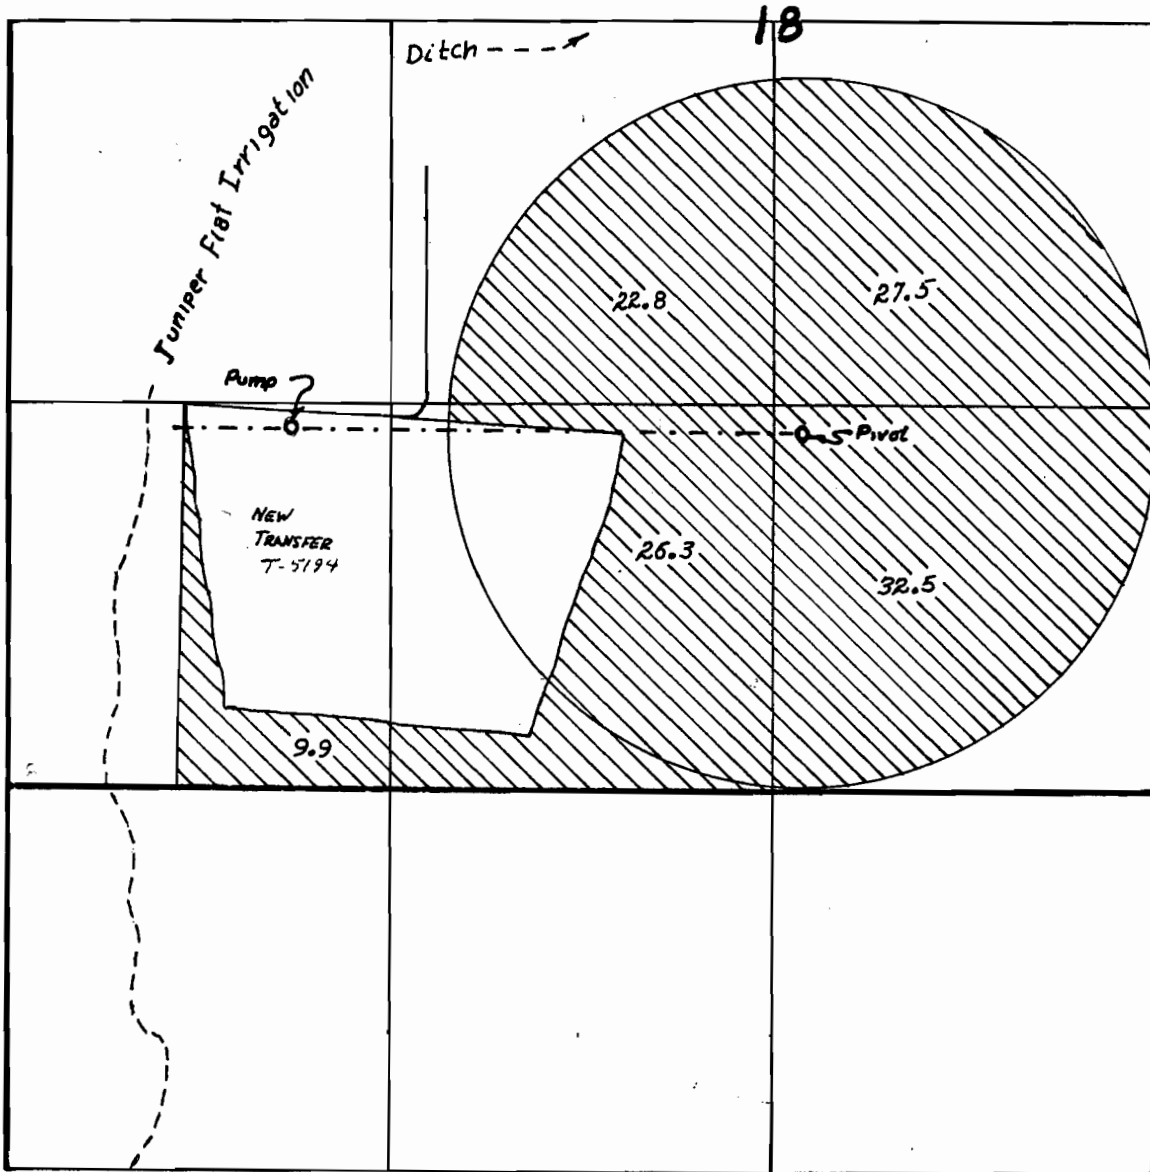 18
Ditch
Juniper Flat Irrigation
22.8
27.5
Pump
Pivot
NEW
TRANSFER
T-5194
26.3
32.5
9.9